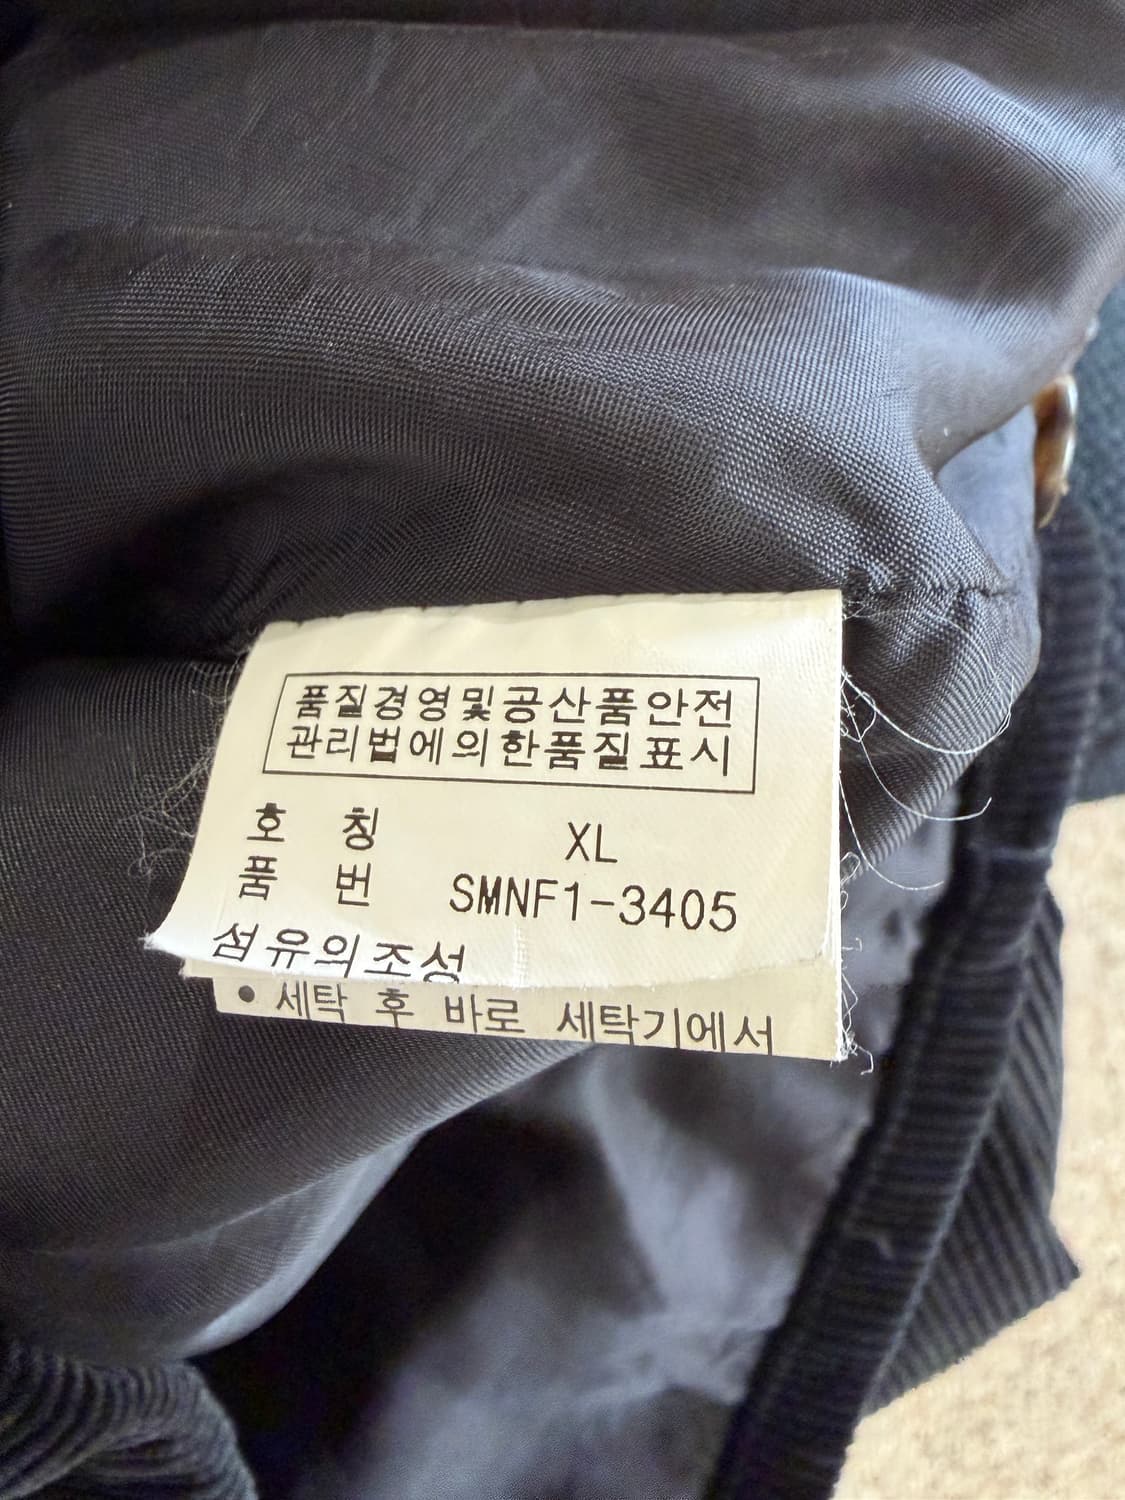 품질경영및공산품안전
관리법에의한품질표시
호 칭 XL
품 번 SMNF1-3405
섬유의조성
• 세탁 후 바로 세탁기에서